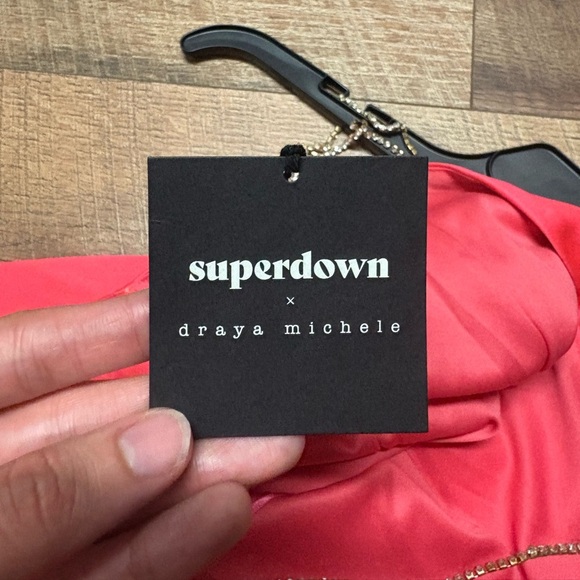 superdown
×
draya michele